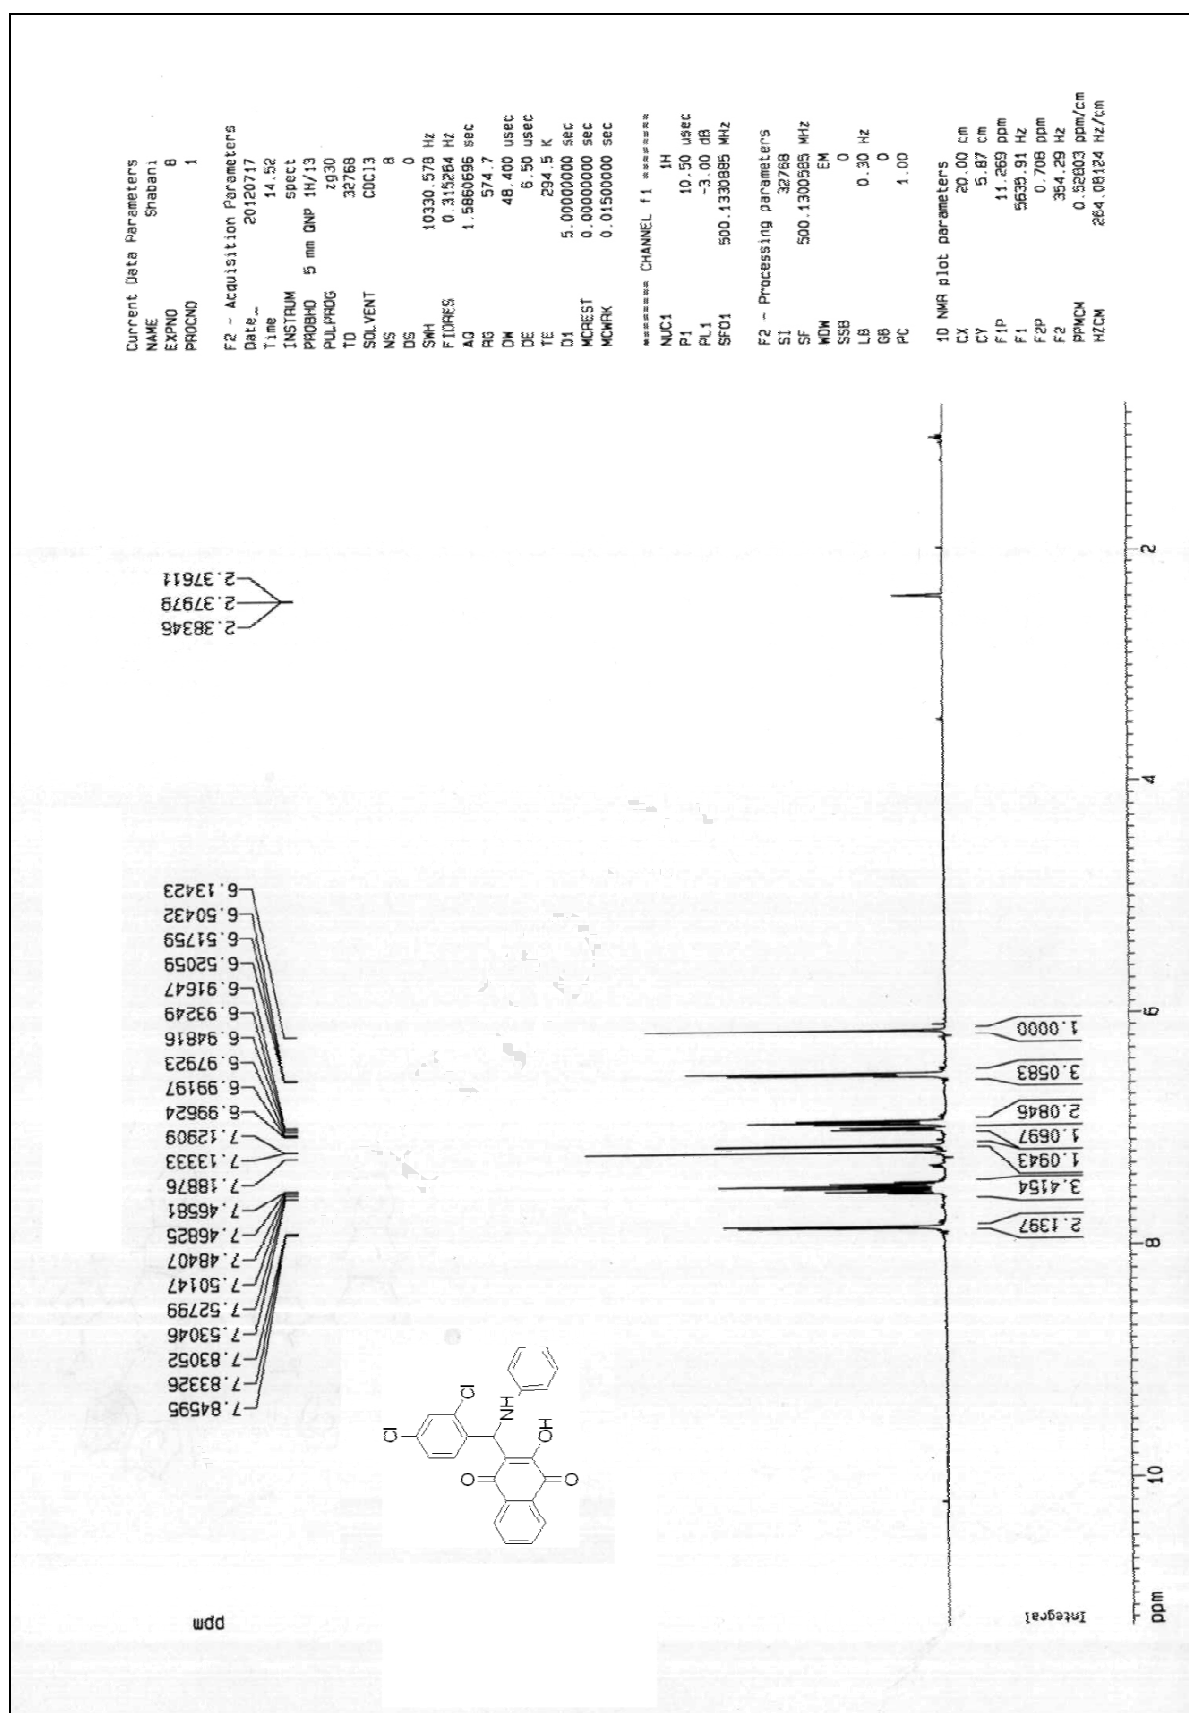 Current Data Parameters
NAME Shabani
EXPNO 8
PROCNO 1
F2 - Acquisition Parameters
Date_ 20120717
Time 14.52
INSTRUM spect
PROBHD 5 mm QNP 1H/13
PULPROG zg30
TD 32768
SOLVENT CDCl3
NS 8
DS 0
SWH 10330.578 Hz
FIDRES 0.315264 Hz
AQ 1.5860696 sec
RG 574.7
DW 48.400 usec
DE 6.50 usec
TE 294.5 K
D1 5.00000000 sec
MCREST 0.00000000 sec
MCWRK 0.01500000 sec
======== CHANNEL f1 ========
NUC1 1H
P1 10.50 usec
PL1 -3.00 dB
SFO1 500.1330885 MHz
F2 - Processing parameters
SI 32768
SF 500.1300585 MHz
WDW EM
SSB 0
LB 0.30 Hz
GB 0
PC 1.00
1D NMR plot parameters
CX 20.00 cm
CY 5.87 cm
F1P 11.269 ppm
F1 5635.91 Hz
F2P 0.708 ppm
F2 354.29 Hz
PPMCM 0.52803 ppm/cm
HZCM 264.08124 Hz/cm
ppm
7.84595
7.83326
7.83052
7.53046
7.52799
7.50147
7.48407
7.46825
7.46581
7.18876
7.13333
7.12909
6.99524
6.99197
6.97923
6.94816
6.93249
6.91647
6.52059
6.51759
6.50432
6.13423
2.38346
2.37979
2.37611
Cl
Cl
O
NH
OH
O
Integral
2.1397
3.4154
1.0943
1.0697
2.0846
3.0583
1.0000
ppm
10
8
6
4
2